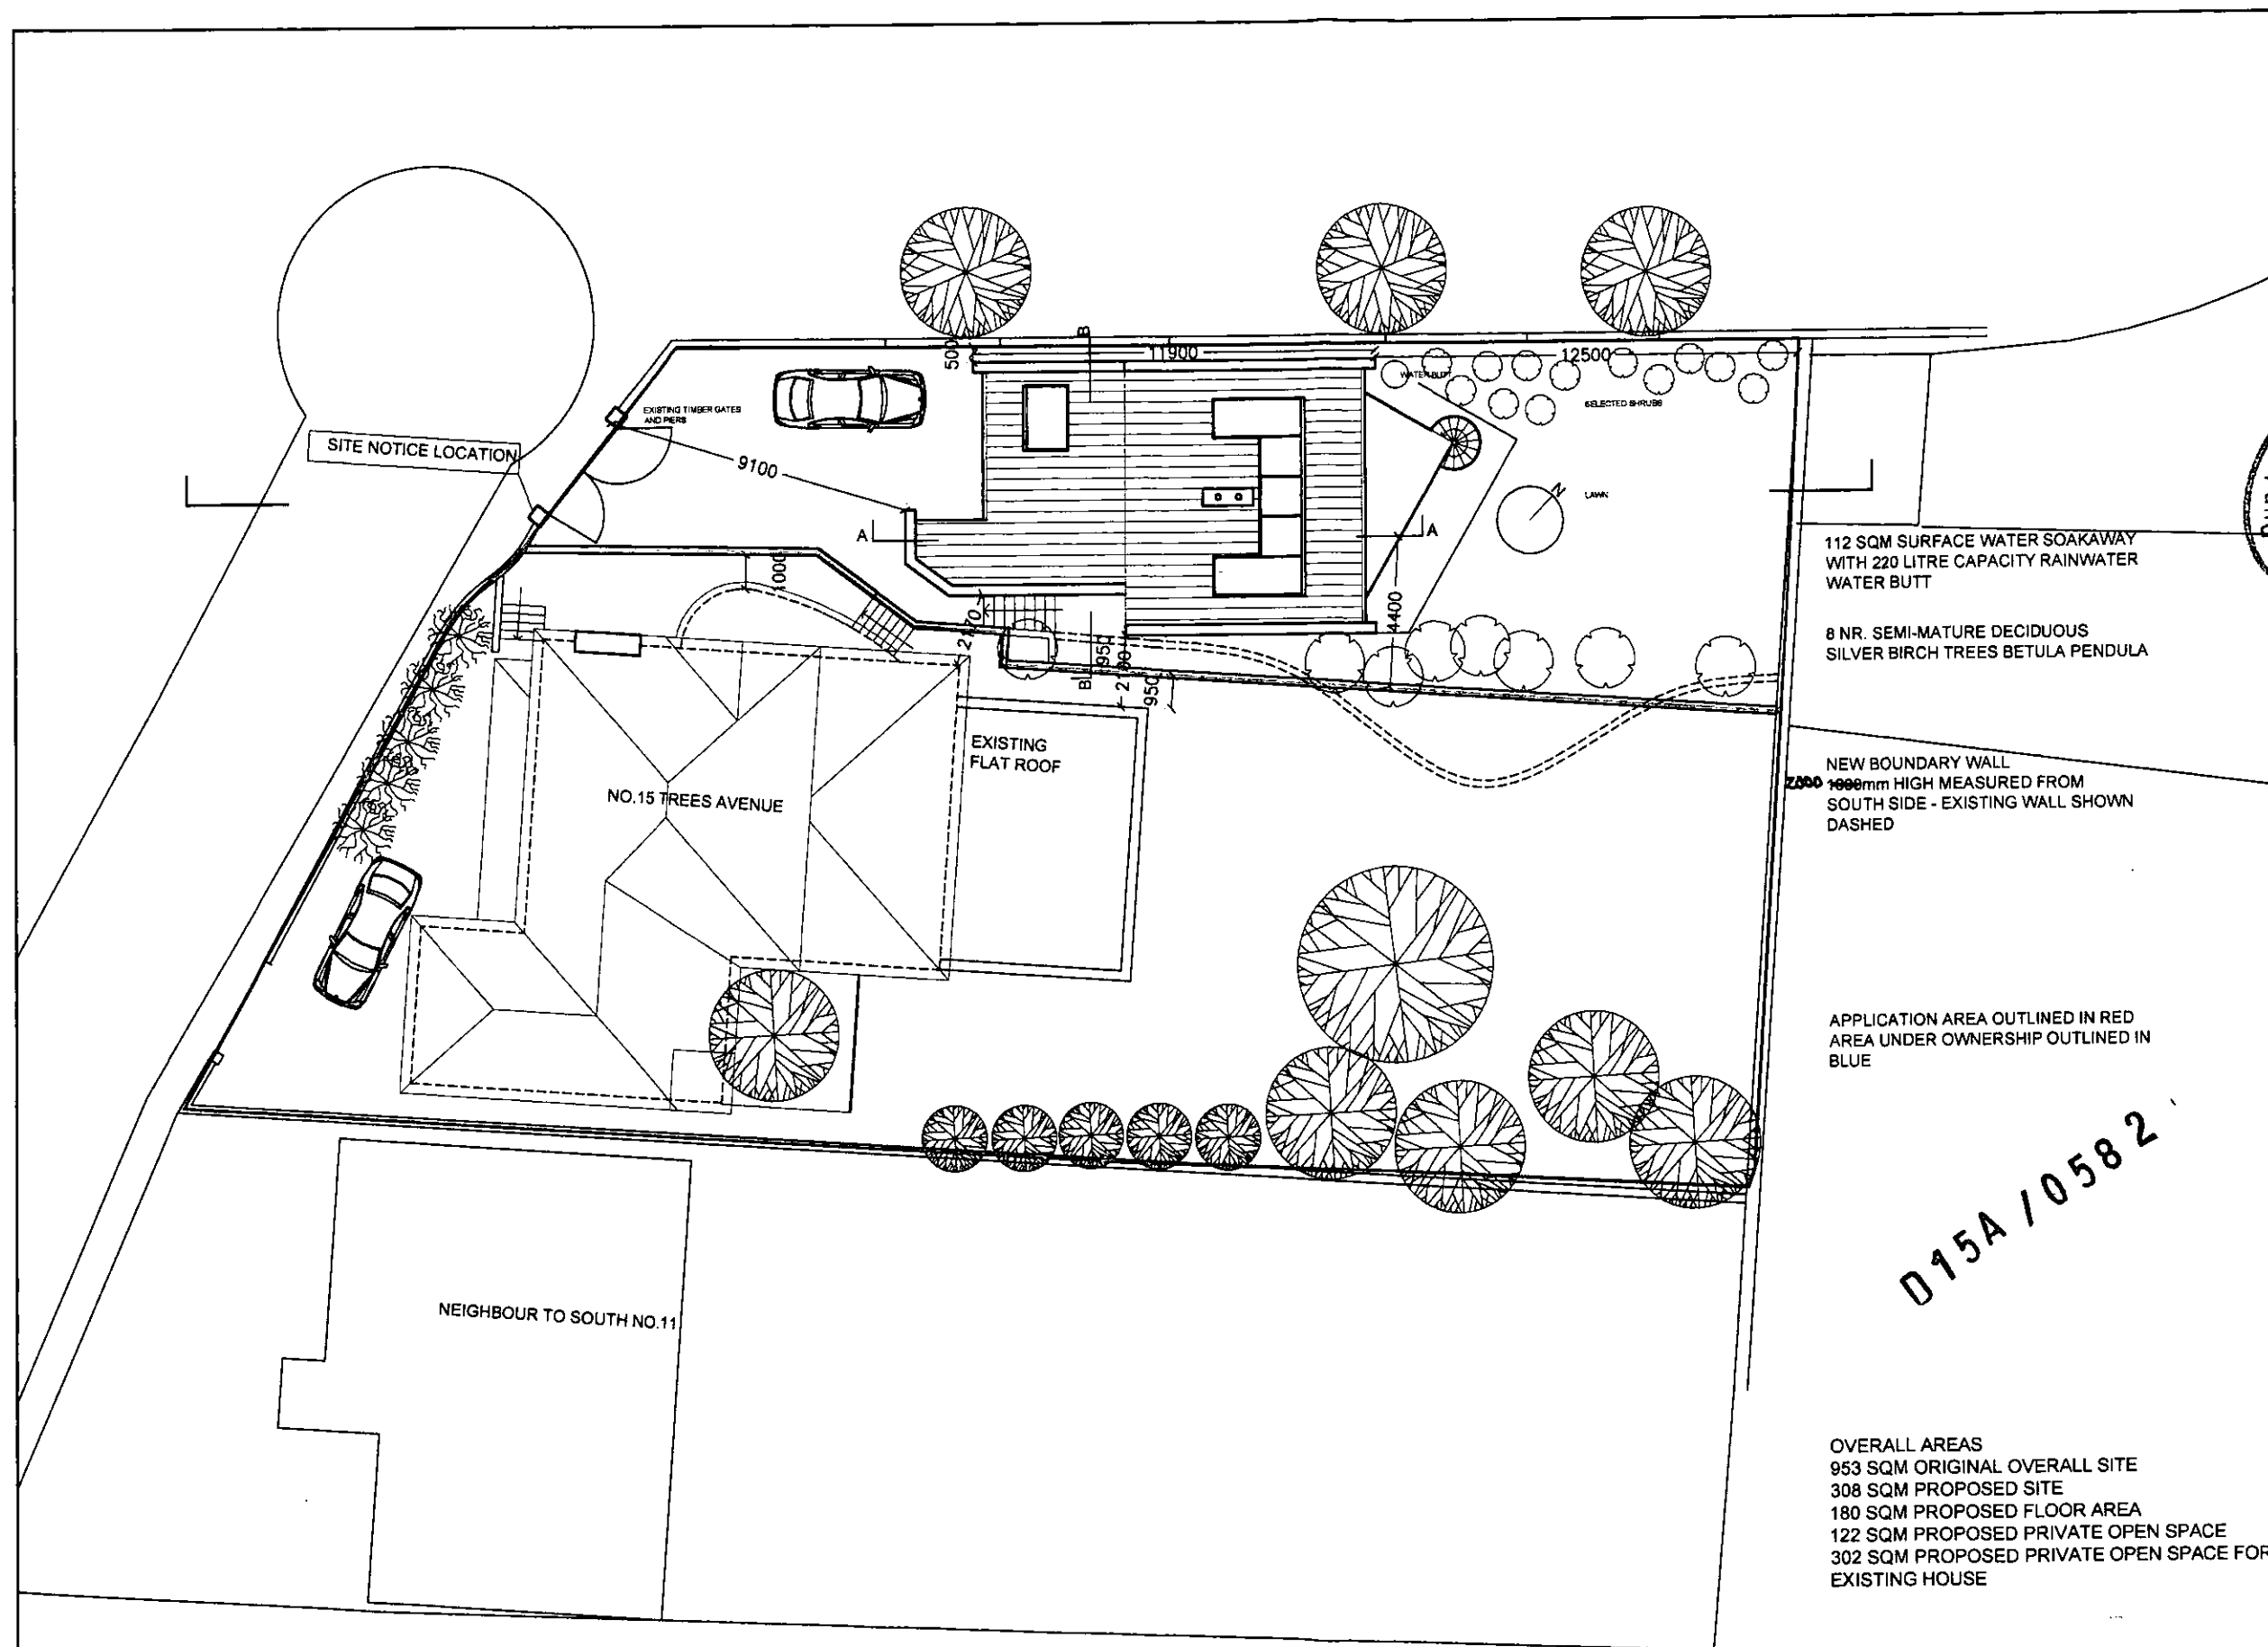 B
500
11900
12500
WATER BUTT
EXISTING TIMBER GATES
AND PIERS
SELECTED SHRUBS
SITE NOTICE LOCATION
9100
N
LAWN
A
A
112 SQM SURFACE WATER SOAKAWAY
WITH 220 LITRE CAPACITY RAINWATER
WATER BUTT
1000
4400
2170
950
8 NR. SEMI-MATURE DECIDUOUS
SILVER BIRCH TREES BETULA PENDULA
B
2100
950
EXISTING
FLAT ROOF
NO.15 TREES AVENUE
NEW BOUNDARY WALL
2000 1800mm HIGH MEASURED FROM
SOUTH SIDE - EXISTING WALL SHOWN
DASHED
APPLICATION AREA OUTLINED IN RED
AREA UNDER OWNERSHIP OUTLINED IN
BLUE
D15A / 0582
NEIGHBOUR TO SOUTH NO.11
OVERALL AREAS
953 SQM ORIGINAL OVERALL SITE
308 SQM PROPOSED SITE
180 SQM PROPOSED FLOOR AREA
122 SQM PROPOSED PRIVATE OPEN SPACE
302 SQM PROPOSED PRIVATE OPEN SPACE FOR
EXISTING HOUSE